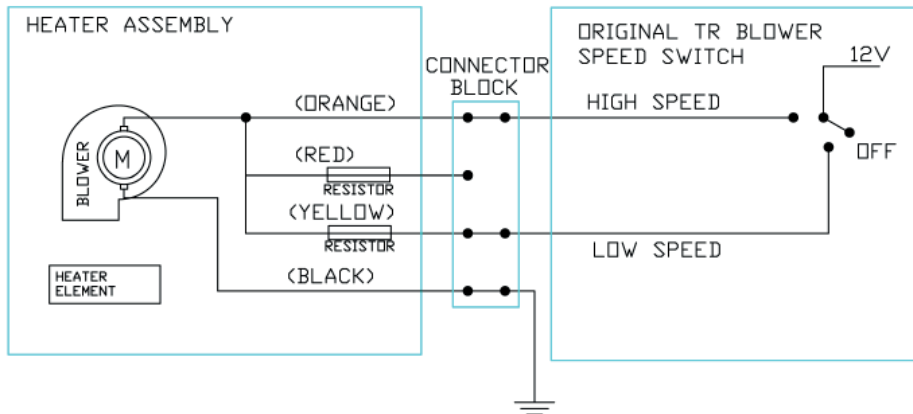 HEATER ASSEMBLY
ORIGINAL TR BLOWER
SPEED SWITCH
12V
CONNECTOR
BLOCK
(ORANGE)
HIGH SPEED
M
BLOWER
OFF
(RED)
RESISTOR
(YELLOW)
RESISTOR
LOW SPEED
(BLACK)
HEATER
ELEMENT